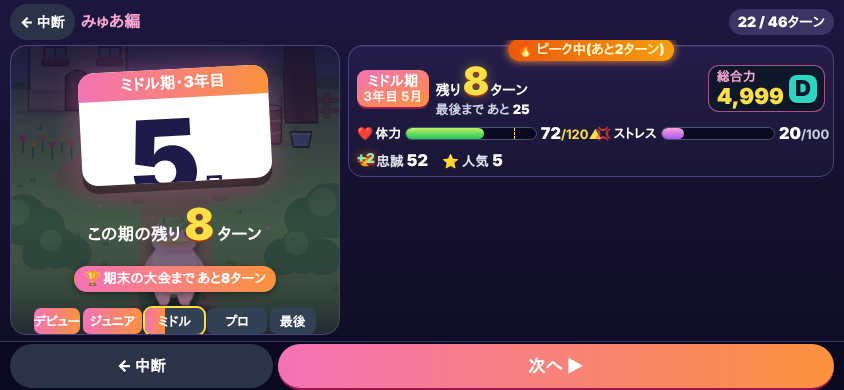 ← 中断 みゅあ編
22 / 46ターン
ミドル期・3年目
5
この期の残り8ターン
🏆 期末の大会まであと8ターン
デビュー ジュニア ミドル プロ 最後
🔥 ピーク中(あと2ターン)
ミドル期
3年目 5月
残り8ターン
最後まで あと 25
総合力
4,999 D
❤️ 体力 72/120 ストレス 20/100
+2 忠誠 52 ⭐ 人気 5
← 中断
次へ ▶